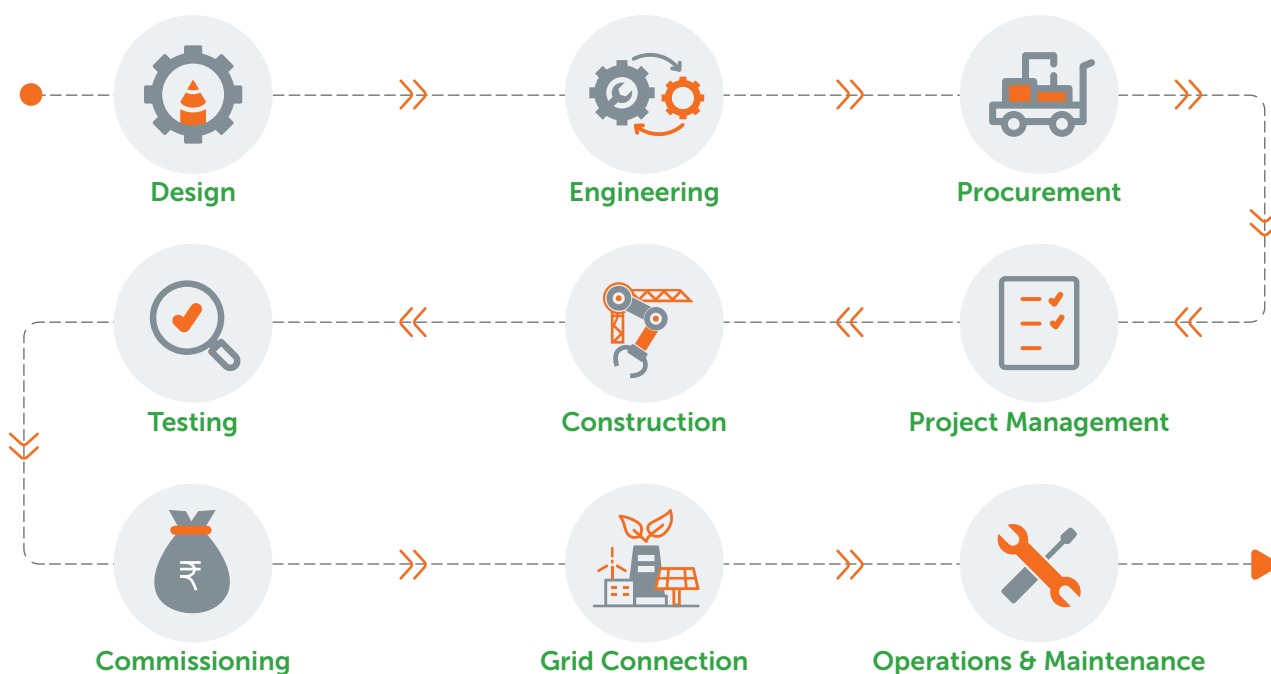 Design
Engineering
Procurement
Project Management
Construction
Testing
₹
Commissioning
Grid Connection
Operations & Maintenance